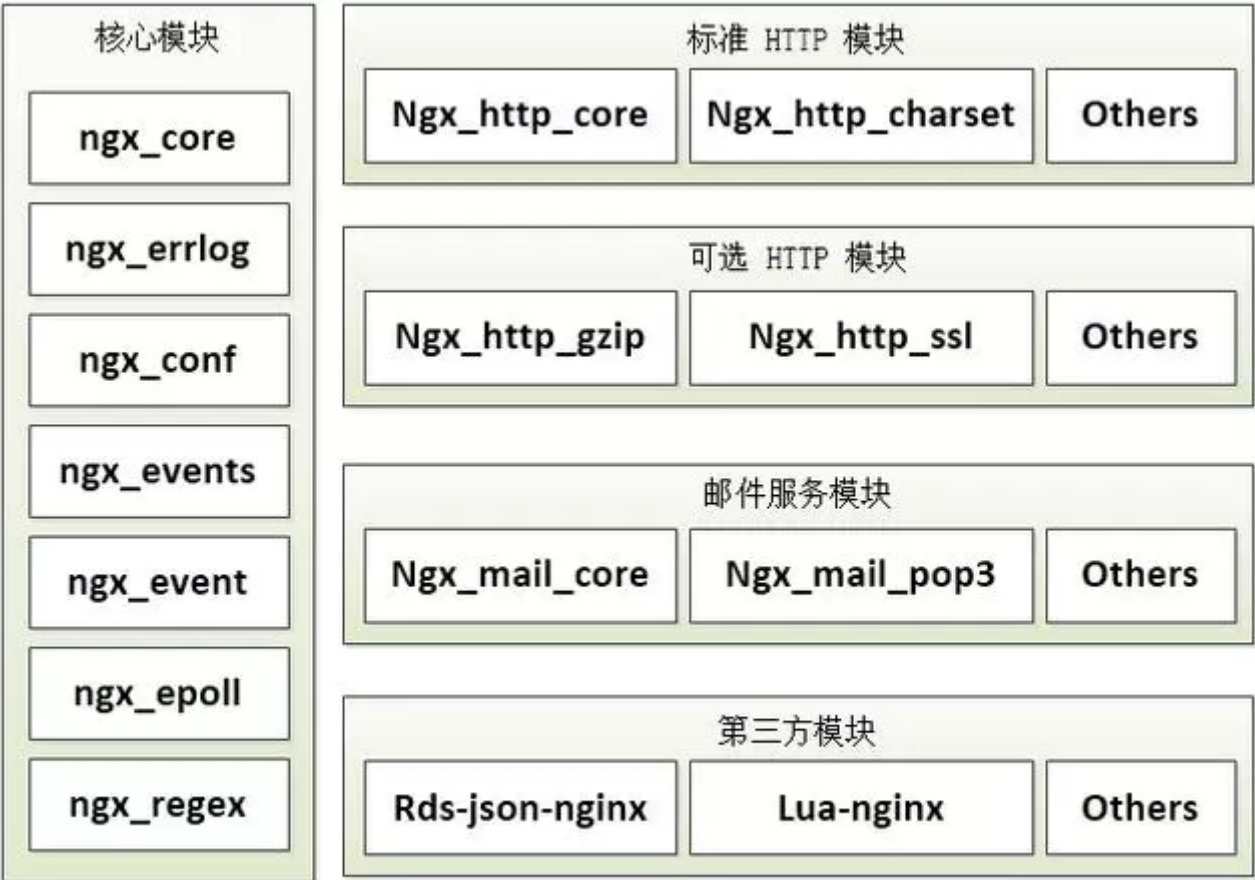 核心模块
ngx_core
ngx_errlog
ngx_conf
ngx_events
ngx_event
ngx_epoll
ngx_regex
标准 HTTP 模块
Ngx_http_core
Ngx_http_charset
Others
可选 HTTP 模块
Ngx_http_gzip
Ngx_http_ssl
Others
邮件服务模块
Ngx_mail_core
Ngx_mail_pop3
Others
第三方模块
Rds-json-nginx
Lua-nginx
Others